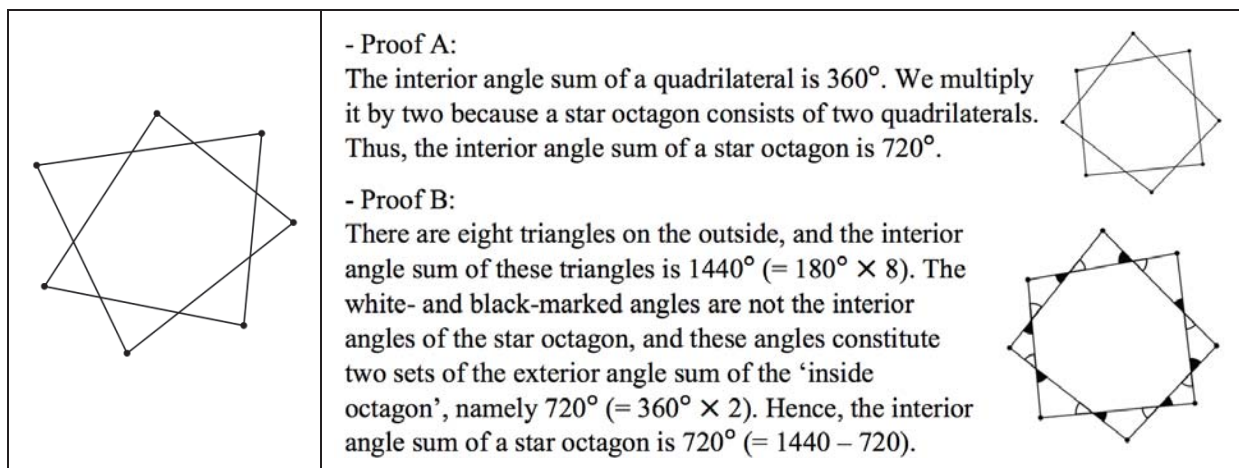 - Proof A:
The interior angle sum of a quadrilateral is 360°. We multiply
it by two because a star octagon consists of two quadrilaterals.
Thus, the interior angle sum of a star octagon is 720°.
- Proof B:
There are eight triangles on the outside, and the interior
angle sum of these triangles is 1440° (= 180° × 8). The
white- and black-marked angles are not the interior
angles of the star octagon, and these angles constitute
two sets of the exterior angle sum of the ‘inside
octagon’, namely 720° (= 360° × 2). Hence, the interior
angle sum of a star octagon is 720° (= 1440 – 720).